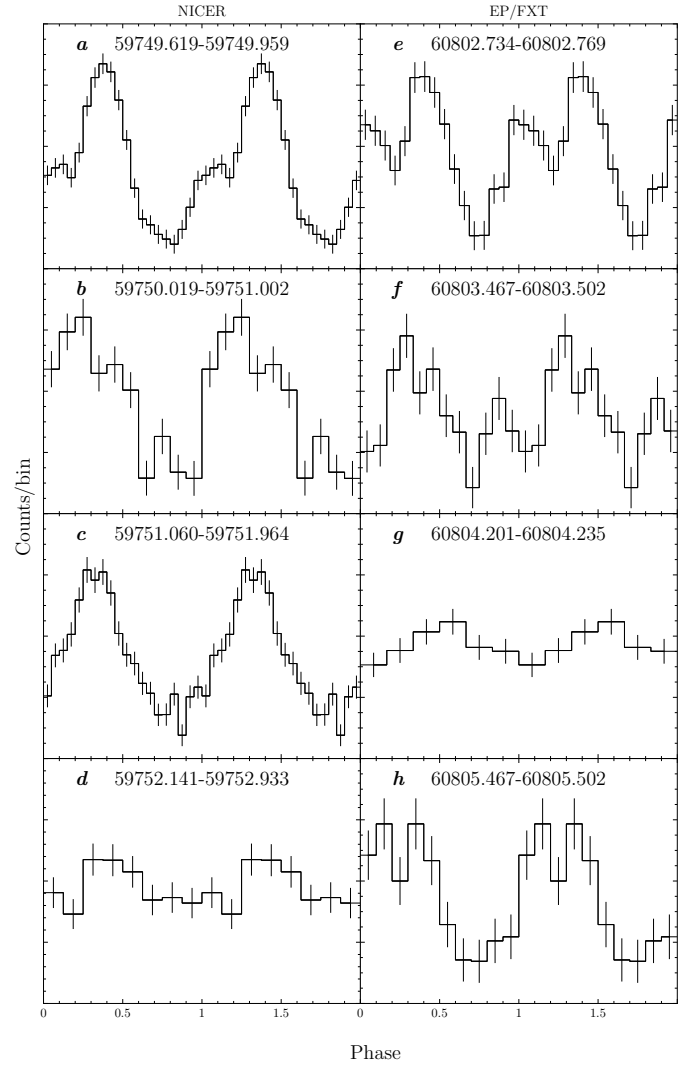 NICER EP/FXT
a 59749.619-59749.959 e 60802.734-60802.769
b 59750.019-59751.002 f 60803.467-60803.502
c 59751.060-59751.964 g 60804.201-60804.235
d 59752.141-59752.933 h 60805.467-60805.502
Counts/bin
0 0.5 1 1.5 0 0.5 1 1.5
Phase